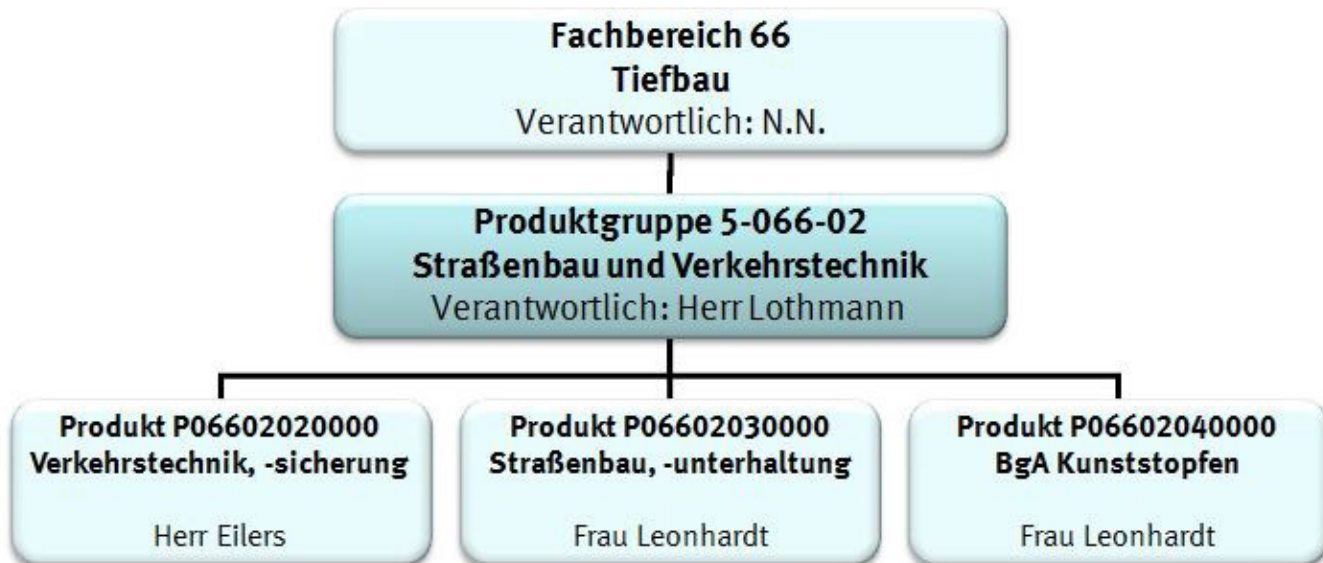 Fachbereich 66
Tiefbau
Verantwortlich: N.N.
Produktgruppe 5-066-02
Straßenbau und Verkehrstechnik
Verantwortlich: Herr Lothmann
Produkt P06602020000
Verkehrstechnik, -sicherung
Herr Eilers
Produkt P06602030000
Straßenbau, -unterhaltung
Frau Leonhardt
Produkt P06602040000
BgA Kunststopfen
Frau Leonhardt